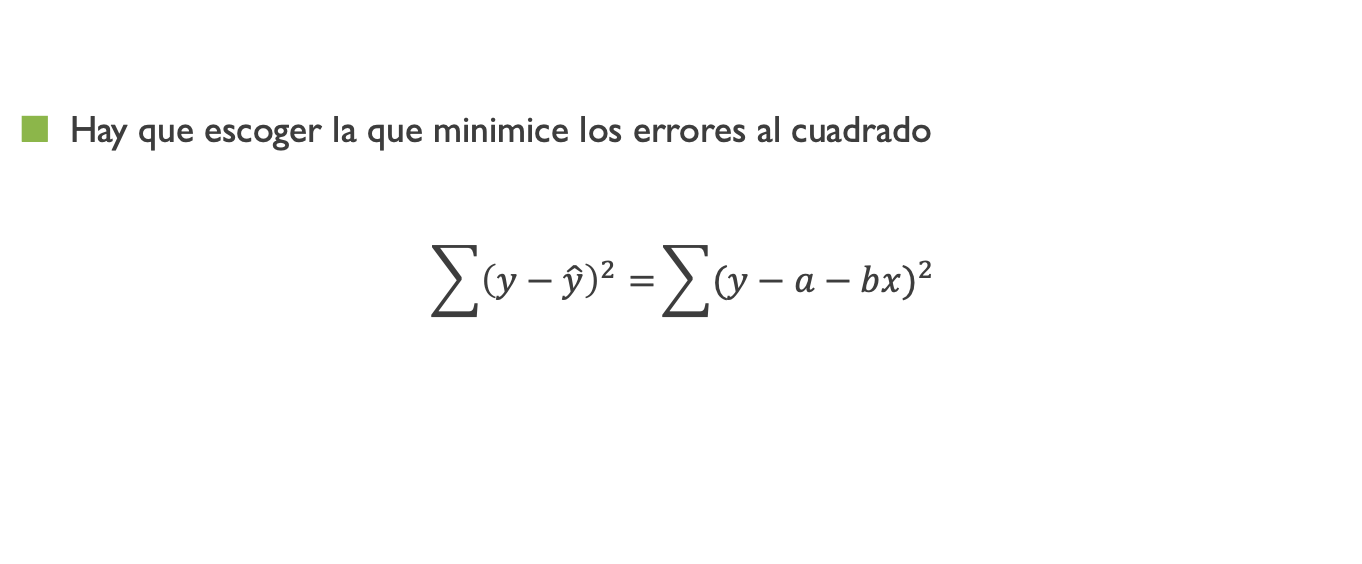 Hay que escoger la que minimice los errores al cuadrado
∑(y − ŷ)² = ∑(y − a − bx)²